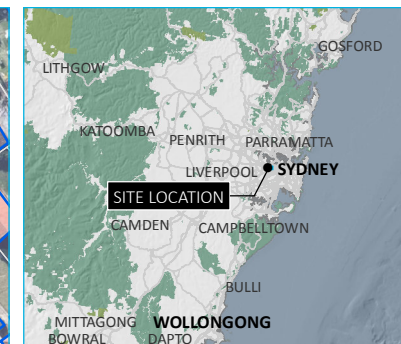 GOSFORD
LITHGOW
KATOOMBA
PENRITH
PARRAMATTA
LIVERPOOL
SYDNEY
SITE LOCATION
CAMDEN
CAMPBELLTOWN
BULLI
MITTAGONG
WOLLONGONG
BOWRAL
DAPTO